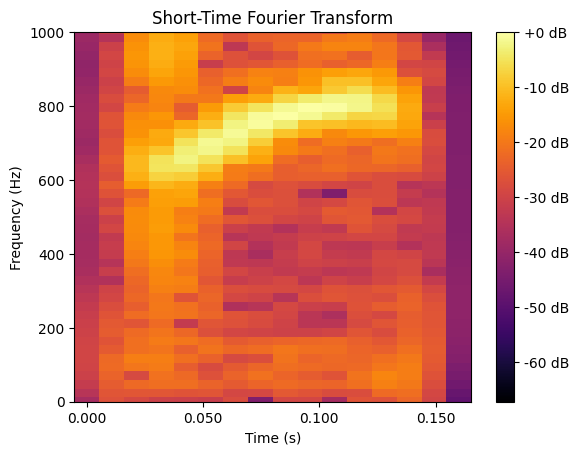 Short-Time Fourier Transform
1000
800
600
400
200
0
Frequency (Hz)
0.000
0.050
0.100
0.150
Time (s)
+0 dB
-10 dB
-20 dB
-30 dB
-40 dB
-50 dB
-60 dB